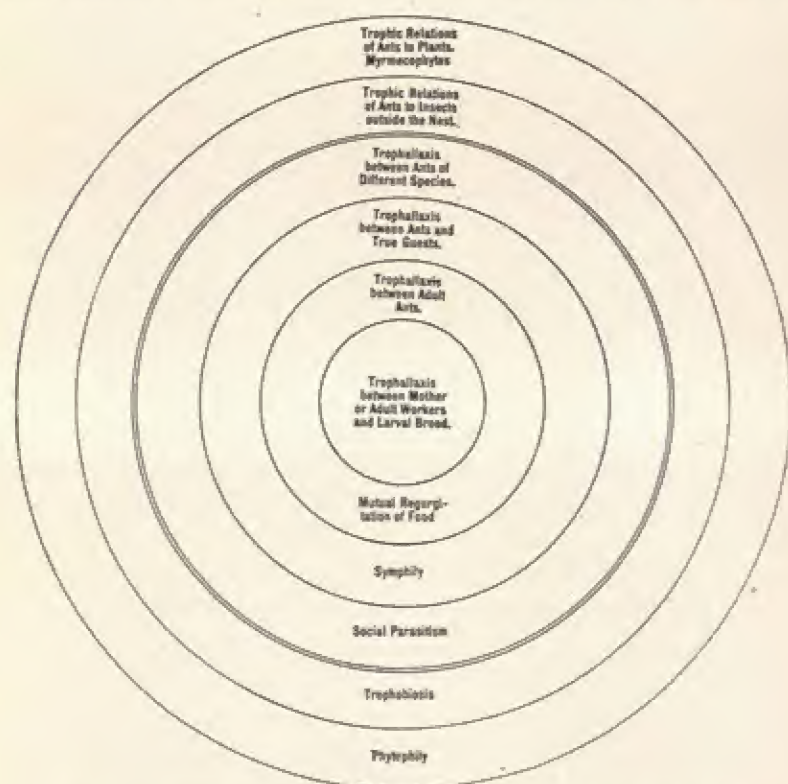 Trophic Relations
of Ants to Plants.
Myrmecophytes
Trophic Relations
of Ants to Insects
outside the Nest.
Trophallaxis
between Ants of
Different Species.
Trophallaxis
between Ants and
True Guests.
Trophallaxis
between Adult
Ants.
Trophallaxis
between Mother
or Adult Workers
and Larval Brood.
Mutual Regurgi-
tation of Food
Symphily
Social Parasitism
Trophobiosis
Phytophily